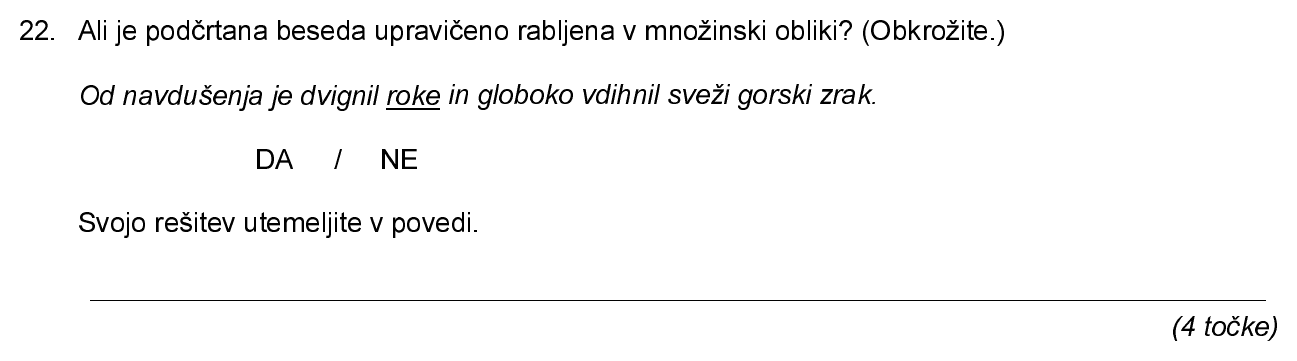 22. Ali je podčrtana beseda upravičeno rabljena v množinski obliki? (Obkrožite.)
Od navdušenja je dvignil roke in globoko vdihnil sveži gorski zrak.
DA / NE
Svojo rešitev utemeljite v povedi.
(4 točke)